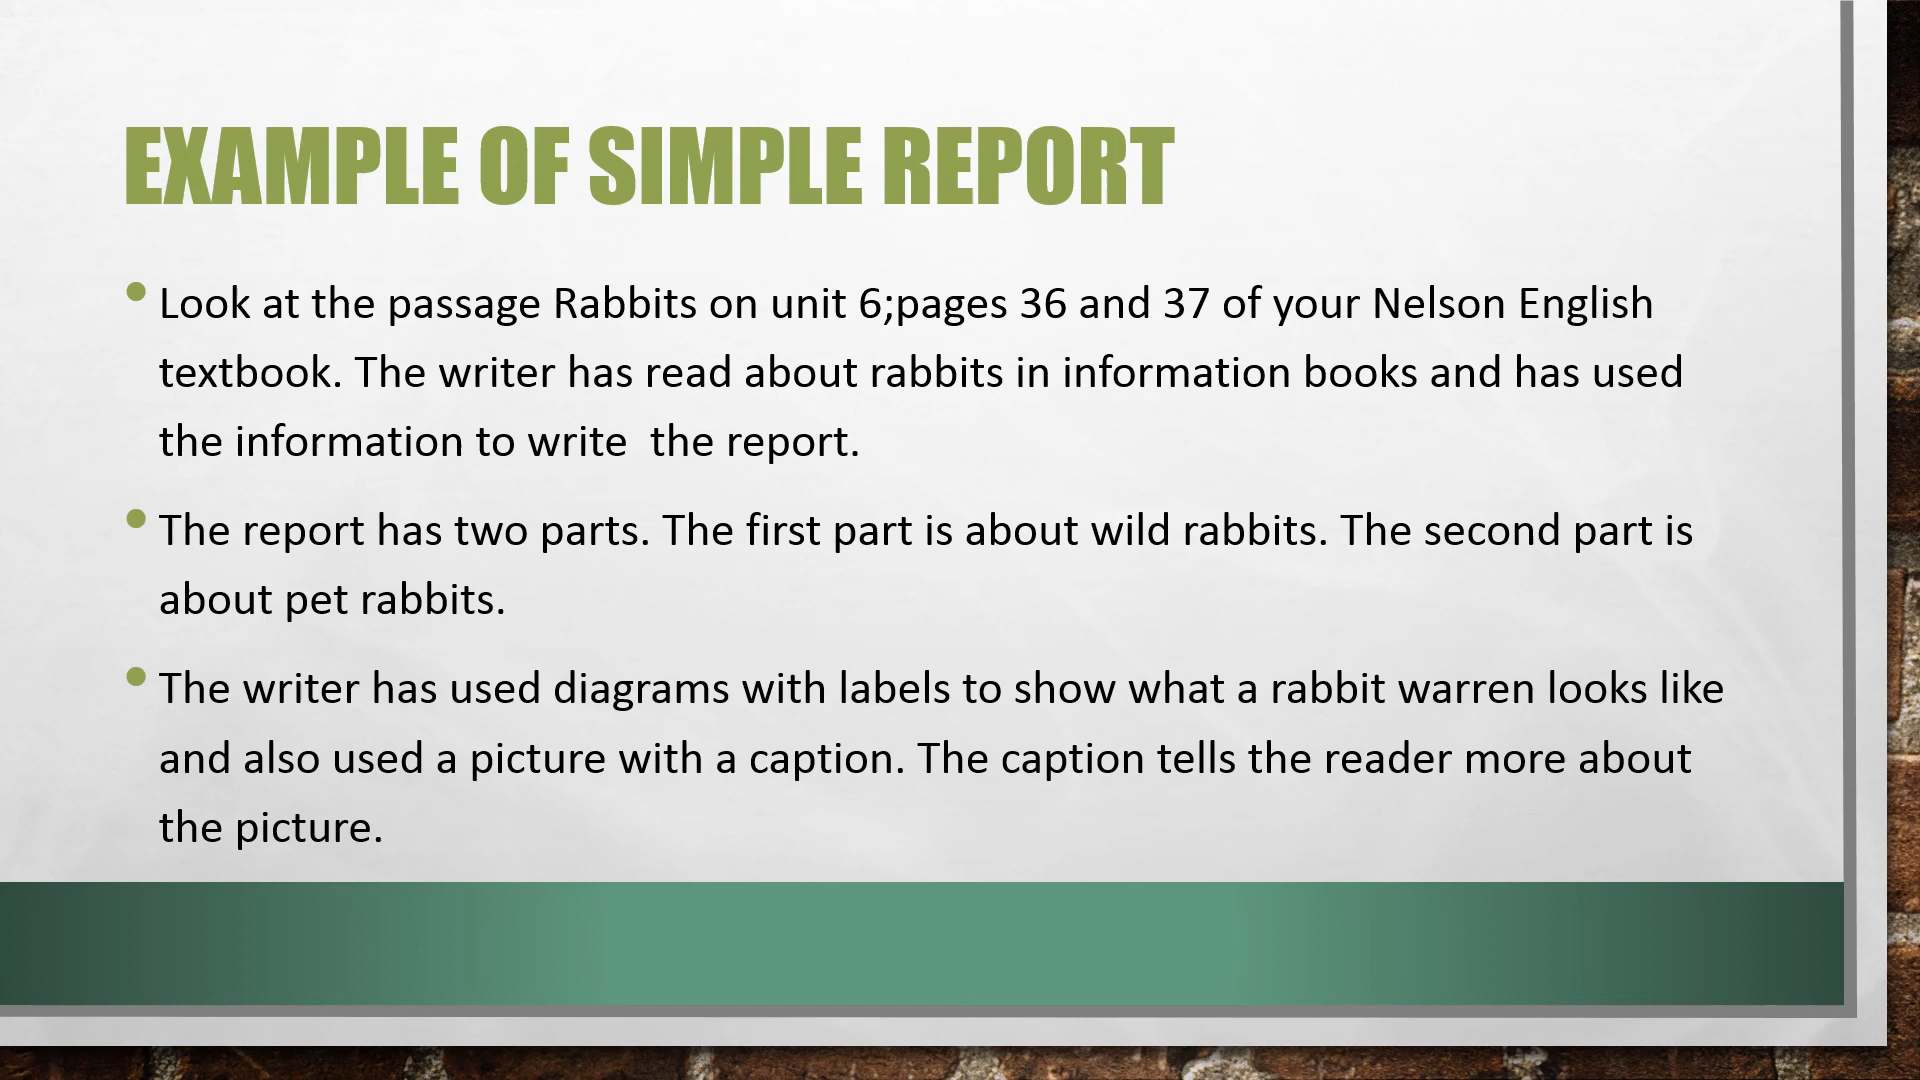 EXAMPLE OF SIMPLE REPORT
• Look at the passage Rabbits on unit 6;pages 36 and 37 of your Nelson English
textbook. The writer has read about rabbits in information books and has used
the information to write  the report.
• The report has two parts. The first part is about wild rabbits. The second part is
about pet rabbits.
• The writer has used diagrams with labels to show what a rabbit warren looks like
and also used a picture with a caption. The caption tells the reader more about
the picture.